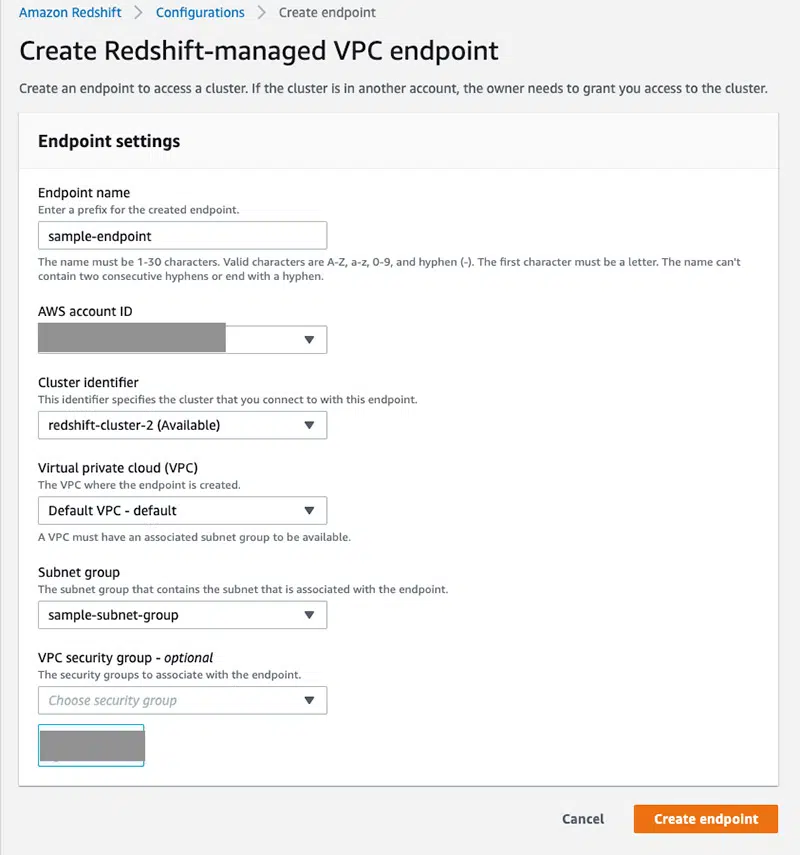 Amazon Redshift > Configurations > Create endpoint
Create Redshift-managed VPC endpoint
Create an endpoint to access a cluster. If the cluster is in another account, the owner needs to grant you access to the cluster.
Endpoint settings
Endpoint name
Enter a prefix for the created endpoint.
sample-endpoint
The name must be 1-30 characters. Valid characters are A-Z, a-z, 0-9, and hyphen (-). The first character must be a letter. The name can't
contain two consecutive hyphens or end with a hyphen.
AWS account ID
Cluster identifier
This identifier specifies the cluster that you connect to with this endpoint.
redshift-cluster-2 (Available)
Virtual private cloud (VPC)
The VPC where the endpoint is created.
Default VPC - default
A VPC must have an associated subnet group to be available.
Subnet group
The subnet group that contains the subnet that is associated with the endpoint.
sample-subnet-group
VPC security group - optional
The security groups to associate with the endpoint.
Choose security group
Cancel
Create endpoint